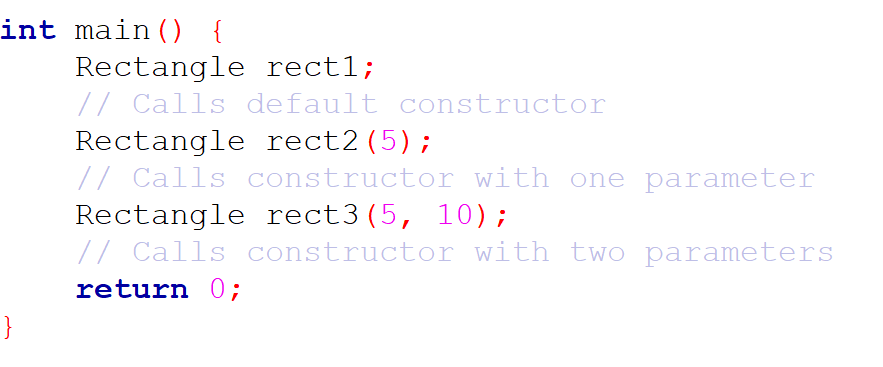 int main() {
    Rectangle rect1;
    // Calls default constructor
    Rectangle rect2(5);
    // Calls constructor with one parameter
    Rectangle rect3(5, 10);
    // Calls constructor with two parameters
    return 0;
}